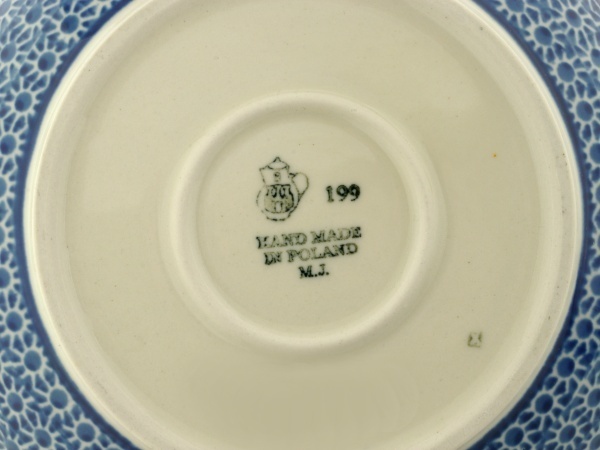 199
HAND MADE
IN POLAND
M.J.